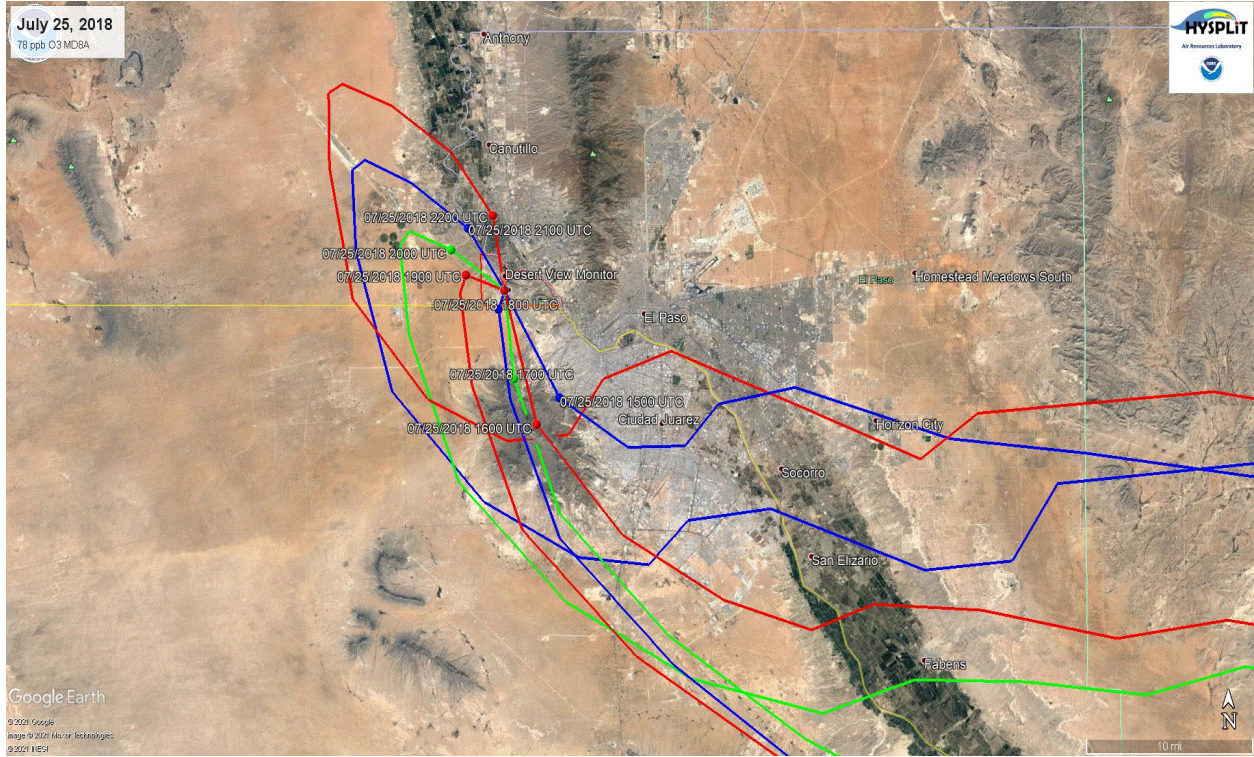 July 25, 2018
78 ppb O3 MD8A
HYSPLIT
Air Resources Laboratory
Anthony
Canutillo
07/25/2018 2200 UTC
07/25/2018 2100 UTC
07/25/2018 2000 UTC
07/25/2018 1900 UTC
Desert View Monitor
El Paso
Homestead Meadows South
07/25/2018 1800 UTC
El Paso
07/25/2018 1700 UTC
07/25/2018 1500 UTC
Ciudad Juarez
07/25/2018 1600 UTC
Horizon City
Socorro
San Elizario
Fabens
Google Earth
© 2021 Google
Image © 2021 Maxar Technologies
© 2021 INEGI
N
10 mi